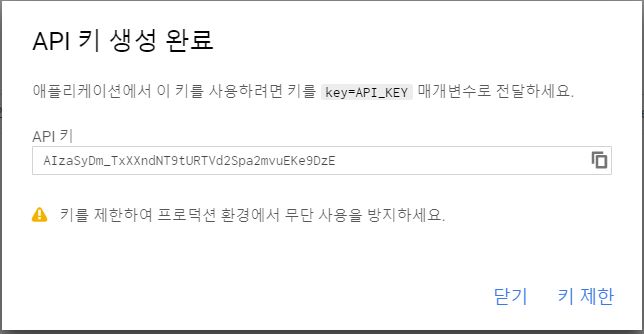 API 키 생성 완료
애플리케이션에서 이 키를 사용하려면 키를 key=API_KEY 매개변수로 전달하세요.
API 키
AIzaSyDm_TxXXndNT9tURTVd2Spa2mvuEKe9DzE
키를 제한하여 프로덕션 환경에서 무단 사용을 방지하세요.
닫기 키 제한